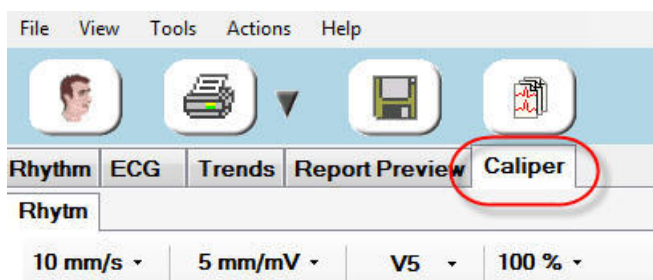 File View Tools Actions Help
Rhythm ECG Trends Report Preview Caliper
Rhytm
10 mm/s 5 mm/mV V5 100 %